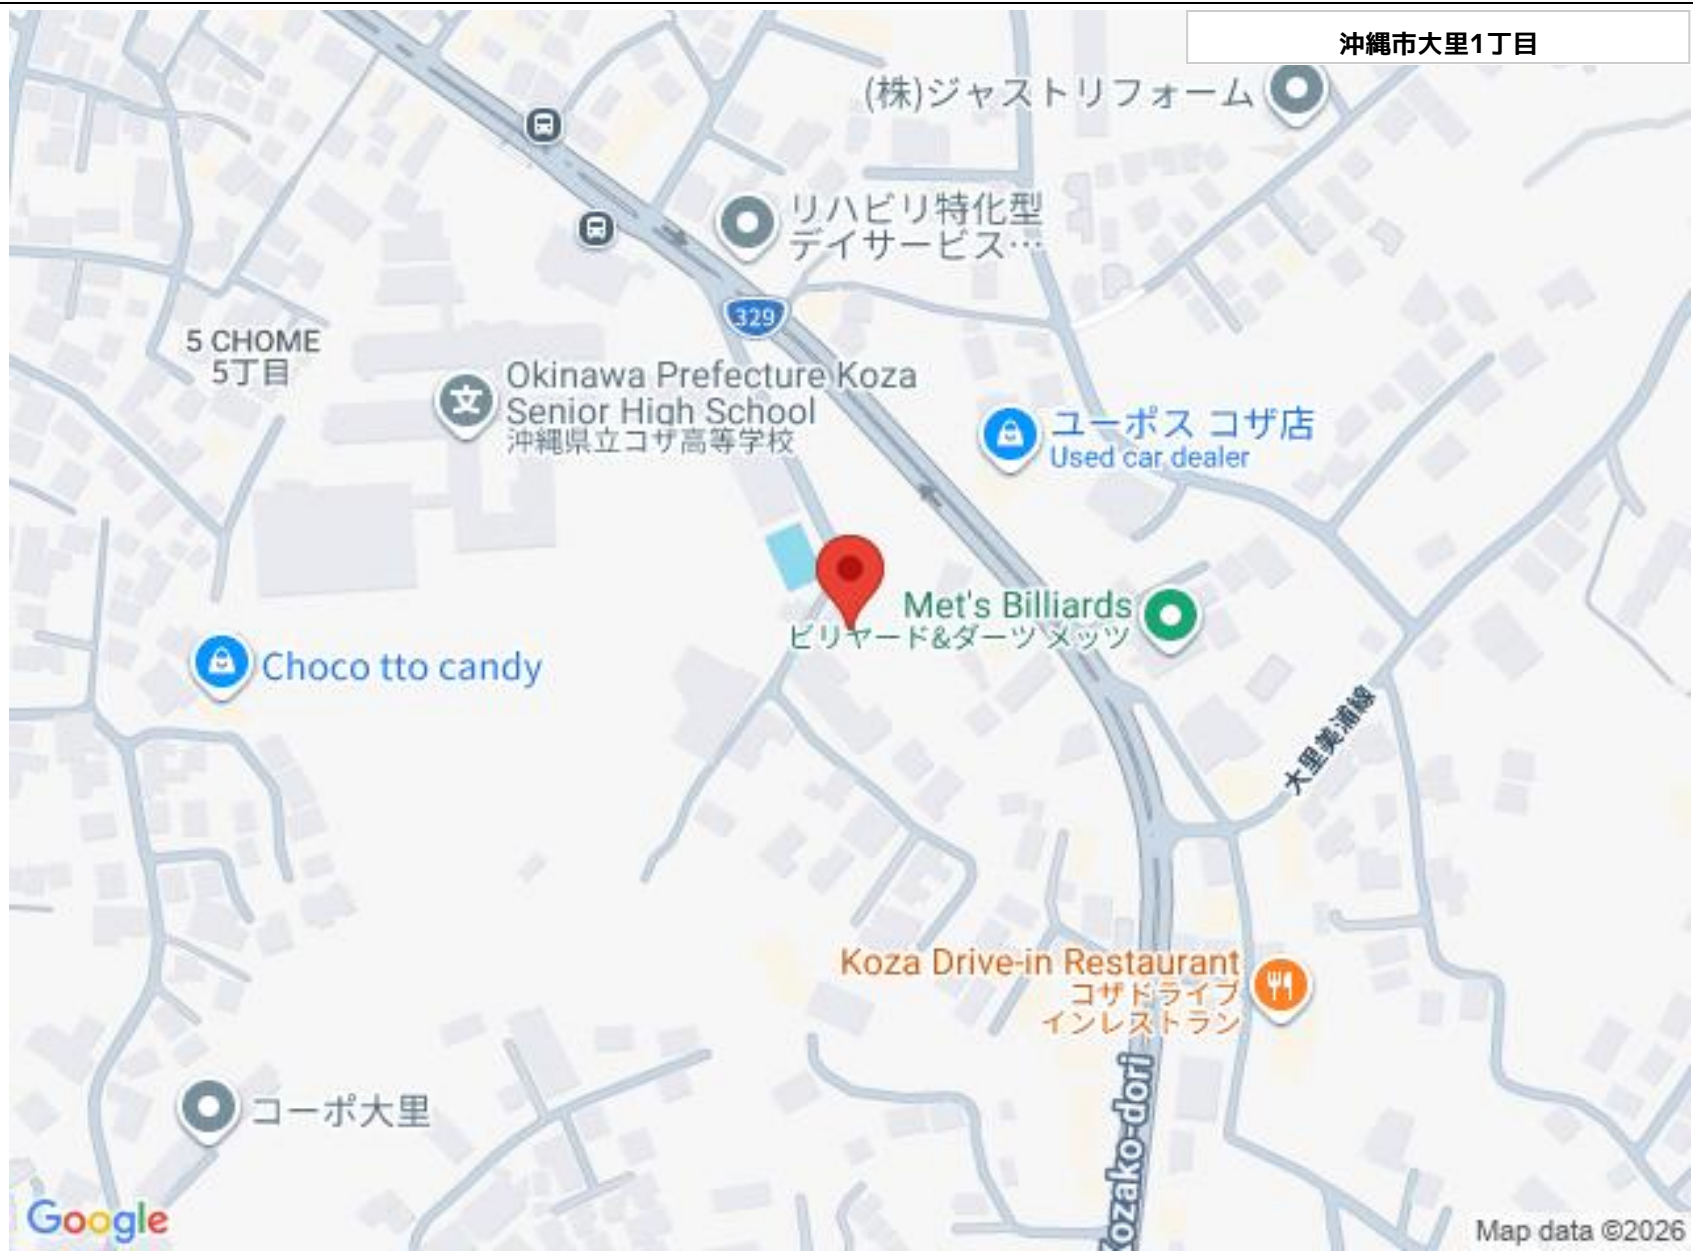 沖縄市大里1丁目
(株)ジャストリフォーム
リハビリ特化型
デイサービス…
329
5 CHOME
5丁目
Okinawa Prefecture Koza
Senior High School
沖縄県立コザ高等学校
文
ユーポス コザ店
Used car dealer
Met's Billiards
ビリヤード&ダーツ メッツ
Choco tto candy
大里美浦線
Koza Drive-in Restaurant
コザドライブ
インレストラン
コーポ大里
Kozako-dori
Google
Map data ©2026